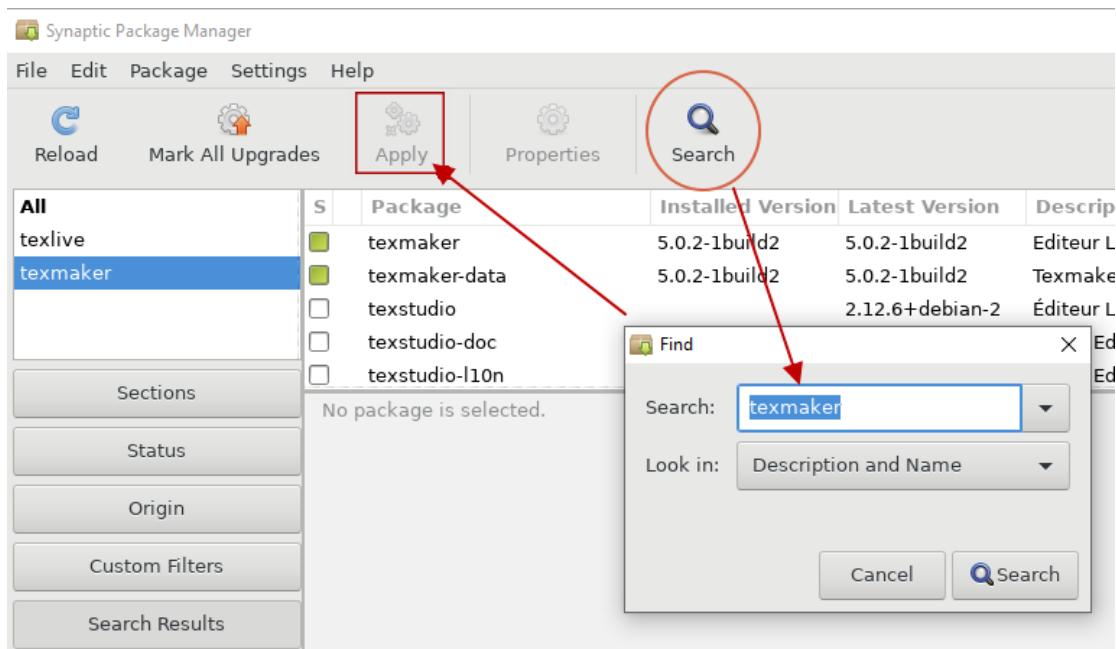 Synaptic Package Manager
File Edit Package Settings Help
Reload Mark All Upgrades Apply Properties Search
All
texlive
texmaker
S Package Installed Version Latest Version Descrip
texmaker 5.0.2-1build2 5.0.2-1build2 Editeur L
texmaker-data 5.0.2-1build2 5.0.2-1build2 Texmake
texstudio 2.12.6+debian-2 Éditeur L
texstudio-doc Ed
texstudio-l10n Ed
No package is selected.
Sections
Status
Origin
Custom Filters
Search Results
Find
Search: texmaker
Look in: Description and Name
Cancel Search